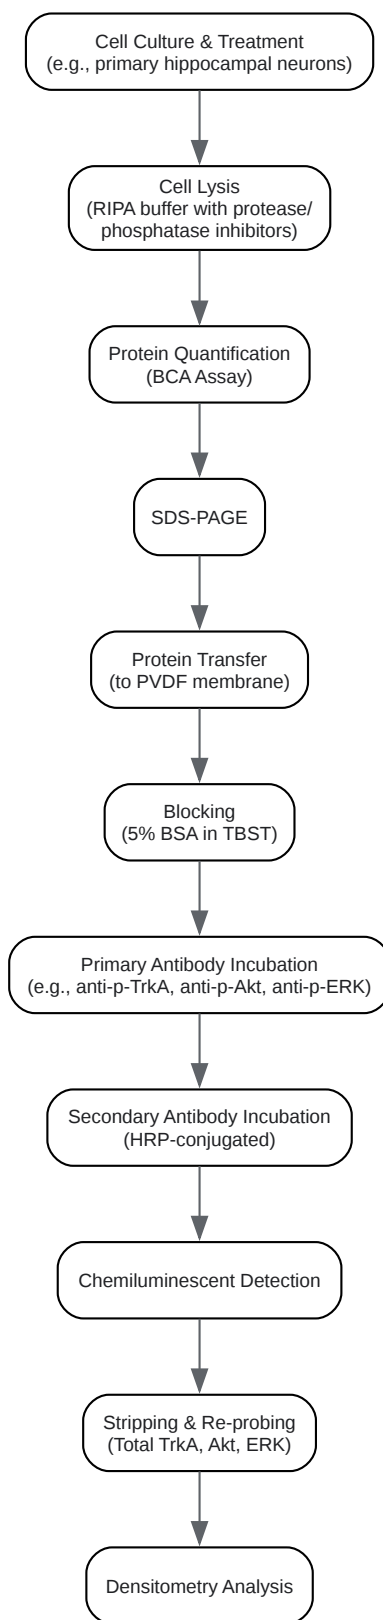 Cell Culture & Treatment
(e.g., primary hippocampal neurons)
Cell Lysis
(RIPA buffer with protease/
phosphatase inhibitors)
Protein Quantification
(BCA Assay)
SDS-PAGE
Protein Transfer
(to PVDF membrane)
Blocking
(5% BSA in TBST)
Primary Antibody Incubation
(e.g., anti-p-TrkA, anti-p-Akt, anti-p-ERK)
Secondary Antibody Incubation
(HRP-conjugated)
Chemiluminescent Detection
Stripping & Re-probing
(Total TrkA, Akt, ERK)
Densitometry Analysis